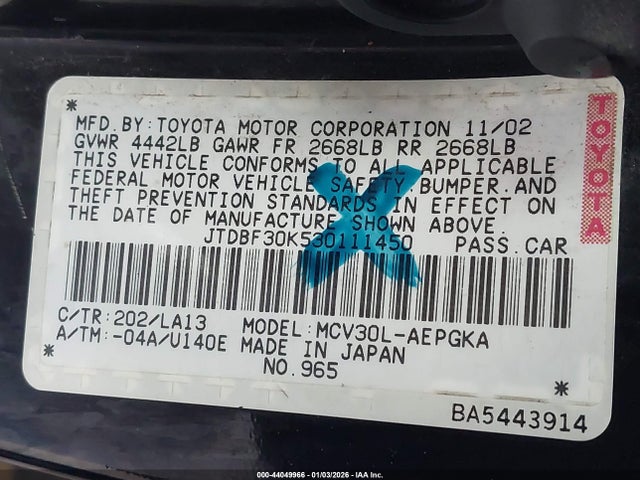 MFD.BY:TOYOTA MOTOR CORPORATION 11/02
GVWR 4442LB GAWR FR 2668LB RR 2668LB
THIS VEHICLE CONFORMS TO ALL APPLICABLE
FEDERAL MOTOR VEHICLE SAFETY BUMPER.AND
THEFT PREVENTION STANDARDS IN EFFECT ON
THE DATE OF MANUFACTURE SHOWN ABOVE.
JTDBF30K530111450 PASS.CAR
C/TR:202/LA13 MODEL:MCV30L-AEPGKA
A/TM:-04A/U140E MADE IN JAPAN
NO.965
BA5443914
TOYOTA
000-44049966 - 01/03/2026 - IAA Inc.